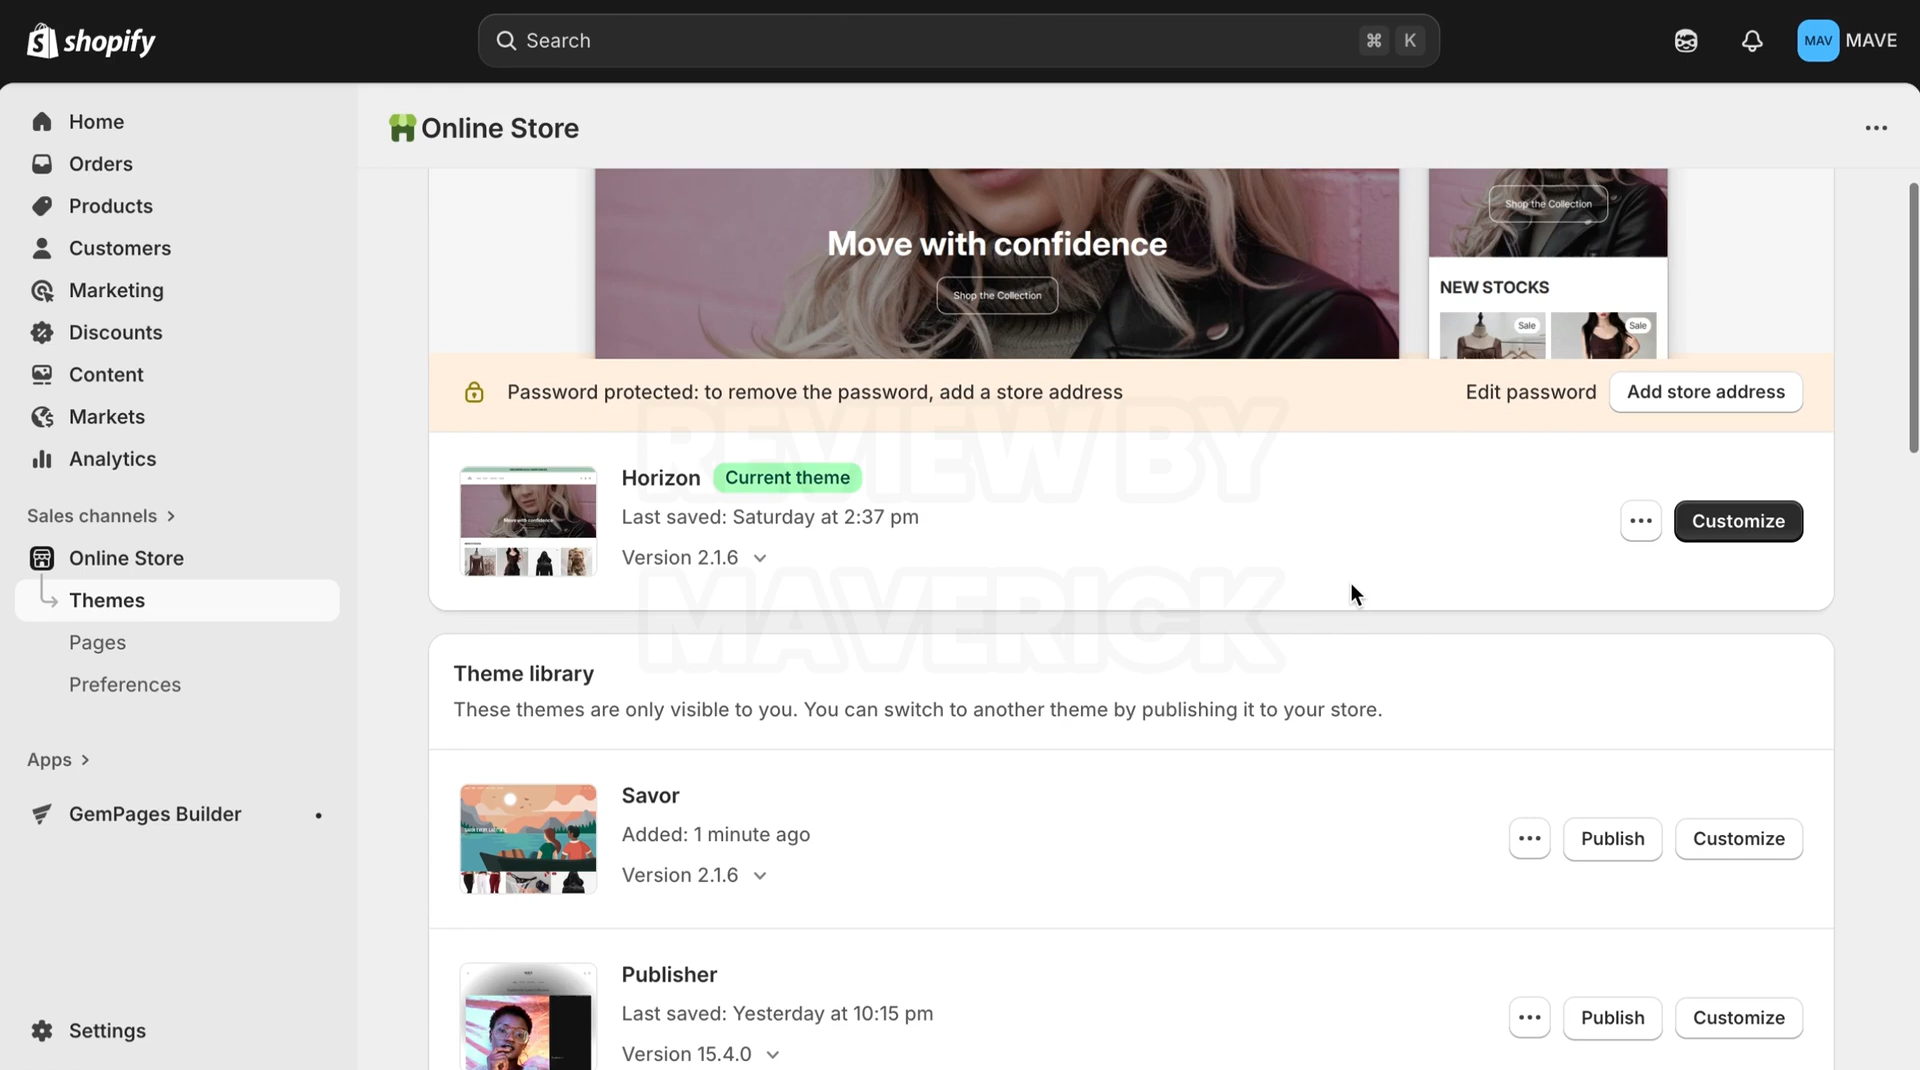 shopify
Search
⌘ K
MAV MAVE
Home
Orders
Products
Customers
Marketing
Discounts
Content
Markets
Analytics
Sales channels
Online Store
Themes
Pages
Preferences
Apps
GemPages Builder
Settings
Online Store
Move with confidence
Shop the Collection
Shop the Collection
NEW STOCKS
Sale
Sale
Password protected: to remove the password, add a store address
Edit password
Add store address
REVIEW BY
MAVERICK
Horizon
Current theme
Last saved: Saturday at 2:37 pm
Version 2.1.6
Customize
Theme library
These themes are only visible to you. You can switch to another theme by publishing it to your store.
Savor
Added: 1 minute ago
Version 2.1.6
Publish
Customize
Publisher
Last saved: Yesterday at 10:15 pm
Version 15.4.0
Publish
Customize